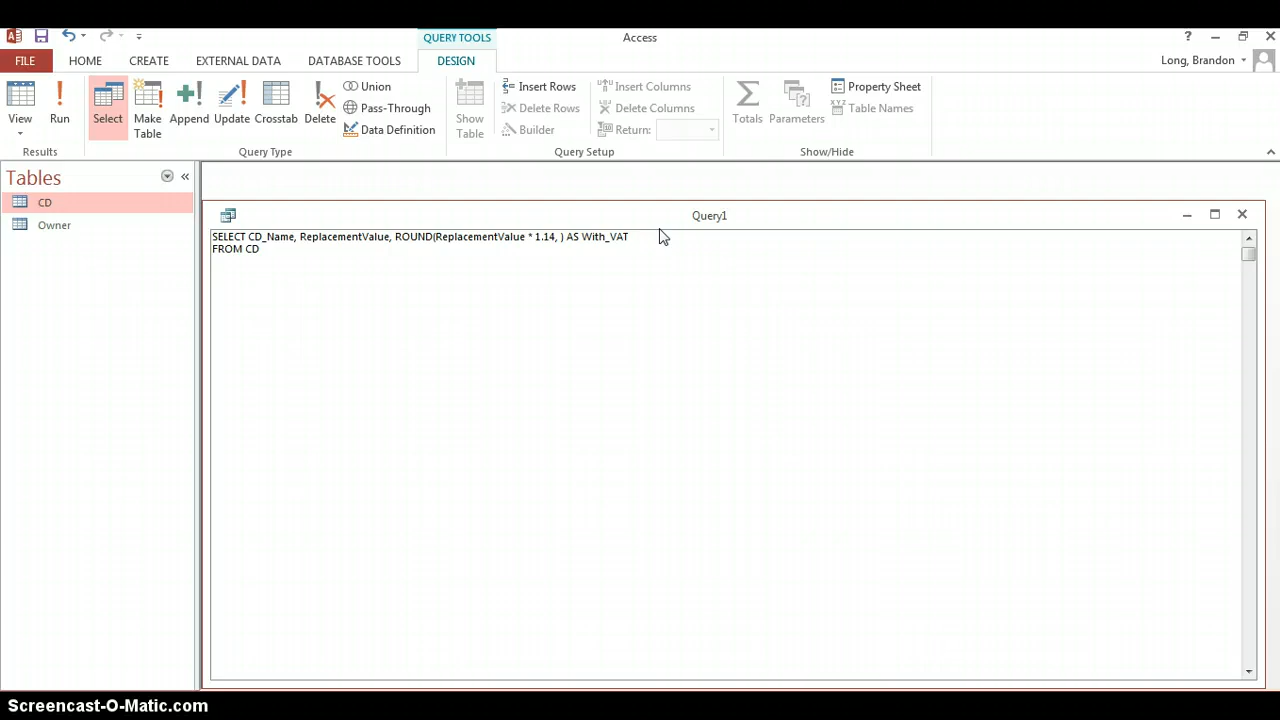 QUERY TOOLS
Access
?
FILE
HOME
CREATE
EXTERNAL DATA
DATABASE TOOLS
DESIGN
Long, Brandon
View
Run
Select
Make Table
Append
Update
Crosstab
Delete
Union
Pass-Through
Data Definition
Show Table
Insert Rows
Delete Rows
Builder
Insert Columns
Delete Columns
Return:
Totals
Parameters
Property Sheet
Table Names
Results
Query Type
Query Setup
Show/Hide
Tables
CD
Owner
Query1
SELECT CD_Name, ReplacementValue, ROUND(ReplacementValue * 1.14, ) AS With_VAT
FROM CD
Screencast-O-Matic.com